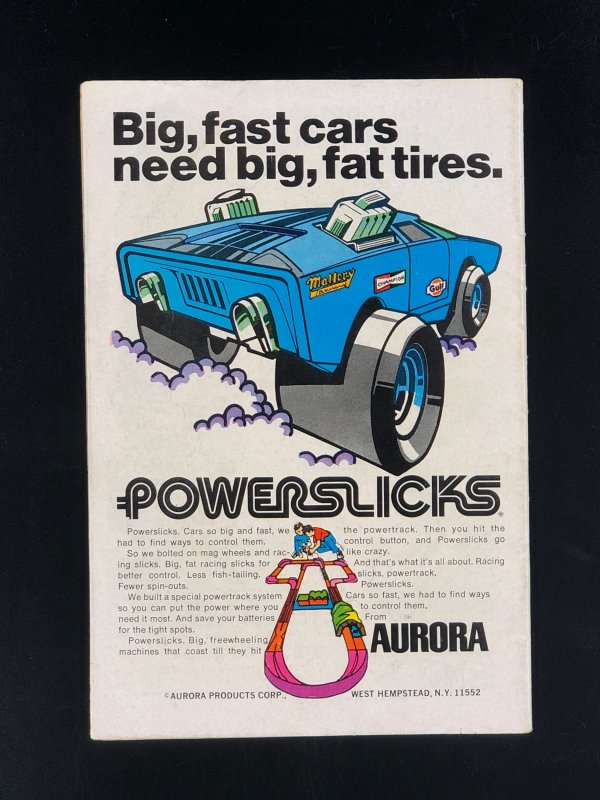 Big, fast cars
need big, fat tires.
Mallory
CHAMPION
Gulf
POWERSLICKS®
Powerslicks. Cars so big and fast, we
had to find ways to control them.
So we bolted on mag wheels and rac-
ing slicks. Big, fat racing slicks for
better control. Less fish-tailing.
Fewer spin-outs.
We built a special powertrack system
so you can put the power where you
need it most. And save your batteries
for the tight spots.
Powerslicks. Big, freewheeling
machines that coast till they hit
the powertrack. Then you hit the
control button, and Powerslicks go
like crazy.
And that's what it's all about. Racing
slicks, powertrack.
Powerslicks.
Cars so fast, we had to find ways
to control them.
From
AURORA
©AURORA PRODUCTS CORP., WEST HEMPSTEAD, N.Y. 11552